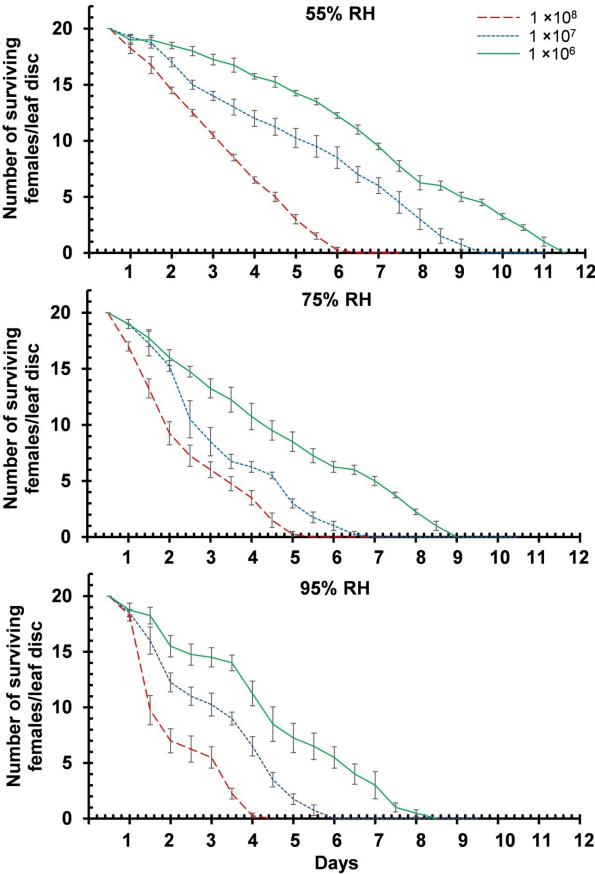 55% RH
1 ×10⁸
1 ×10⁷
1 ×10⁶
Number of surviving
females/leaf disc
20
15
10
5
0
1 2 3 4 5 6 7 8 9 10 11 12
75% RH
Number of surviving
females/leaf disc
20
15
10
5
0
1 2 3 4 5 6 7 8 9 10 11 12
95% RH
Number of surviving
females/leaf disc
20
15
10
5
0
1 2 3 4 5 6 7 8 9 10 11 12
Days